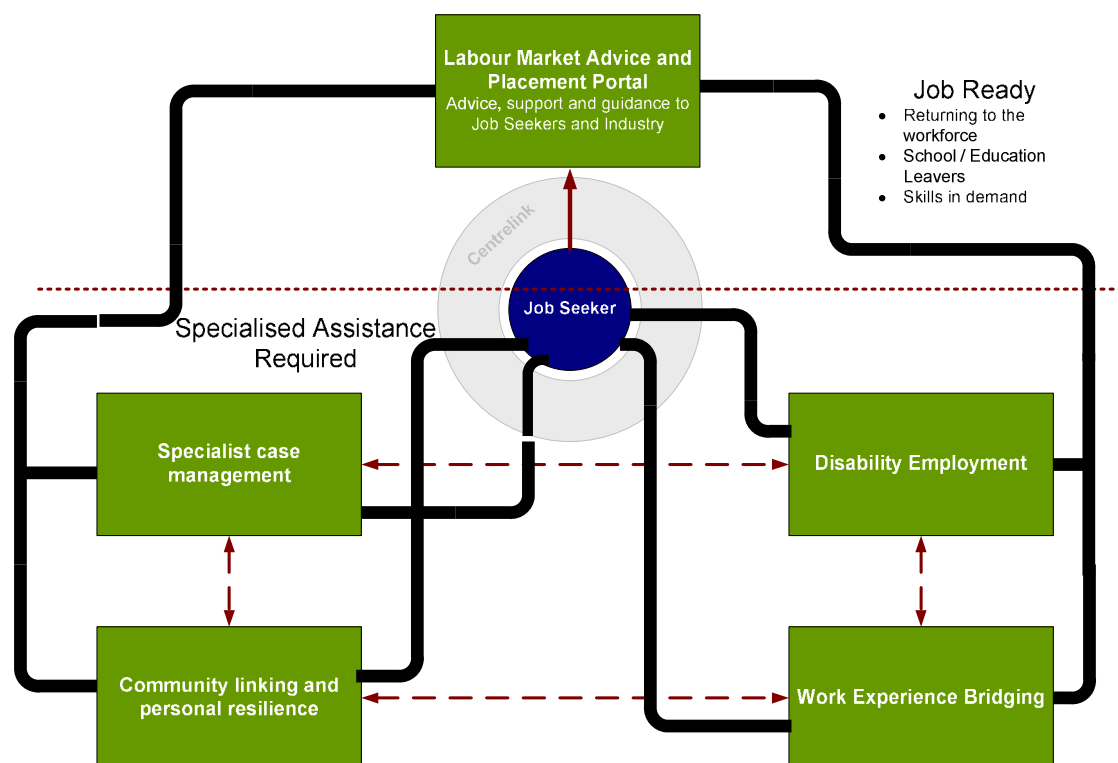 Labour Market Advice and
Placement Portal
Advice, support and guidance to
Job Seekers and Industry
Job Ready
• Returning to the
workforce
• School / Education
Leavers
• Skills in demand
Centrelink
Job Seeker
Specialised Assistance
Required
Specialist case
management
Disability Employment
Community linking and
personal resilience
Work Experience Bridging